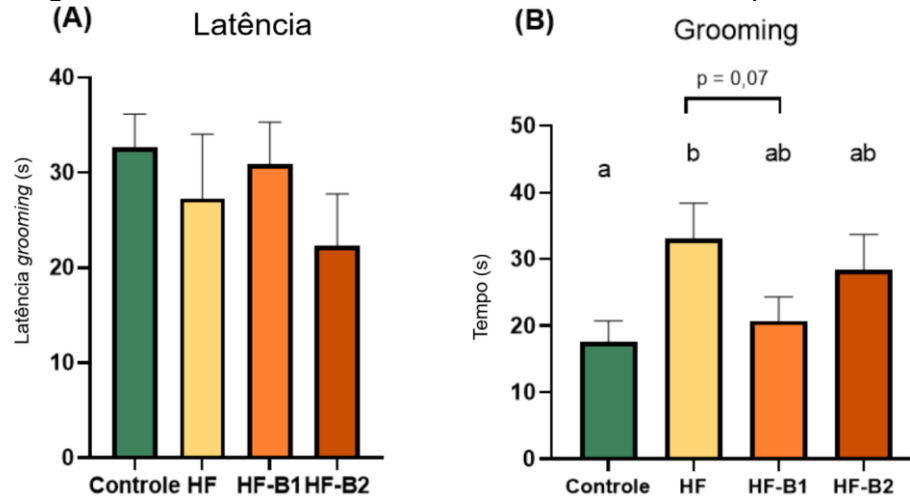 (A)
Latência
40
30
20
10
0
Latência grooming (s)
Controle HF HF-B1 HF-B2
(B)
Grooming
p = 0,07
50
40
30
20
10
0
Tempo (s)
a b ab ab
Controle HF HF-B1 HF-B2